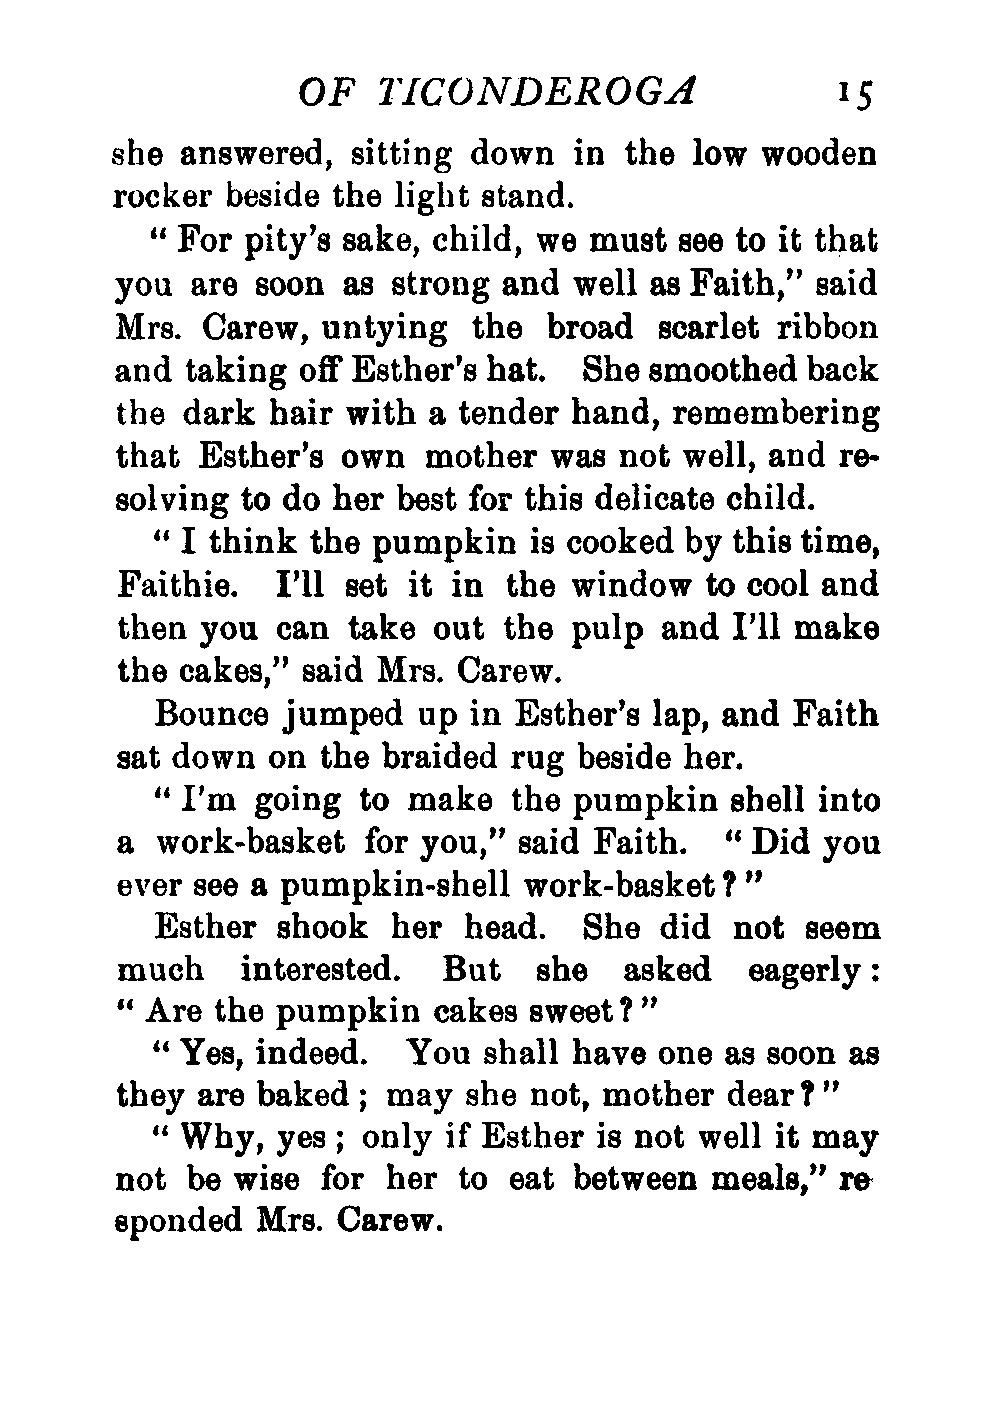 OF TICONDEROGA 15
she answered, sitting down in the low wooden
rocker beside the light stand.
“ For pity’s sake, child, we must see to it that
you are soon as strong and well as Faith,” said
Mrs. Carew, untying the broad scarlet ribbon
and taking off Esther’s hat. She smoothed back
the dark hair with a tender hand, remembering
that Esther’s own mother was not well, and re-
solving to do her best for this delicate child.
“ I think the pumpkin is cooked by this time,
Faithie. I’ll set it in the window to cool and
then you can take out the pulp and I’ll make
the cakes,” said Mrs. Carew.
Bounce jumped up in Esther’s lap, and Faith
sat down on the braided rug beside her.
“ I’m going to make the pumpkin shell into
a work-basket for you,” said Faith. “ Did you
ever see a pumpkin-shell work-basket ? ”
Esther shook her head. She did not seem
much interested. But she asked eagerly :
“ Are the pumpkin cakes sweet ? ”
“ Yes, indeed. You shall have one as soon as
they are baked ; may she not, mother dear ? ”
“ Why, yes ; only if Esther is not well it may
not be wise for her to eat between meals,” re-
sponded Mrs. Carew.